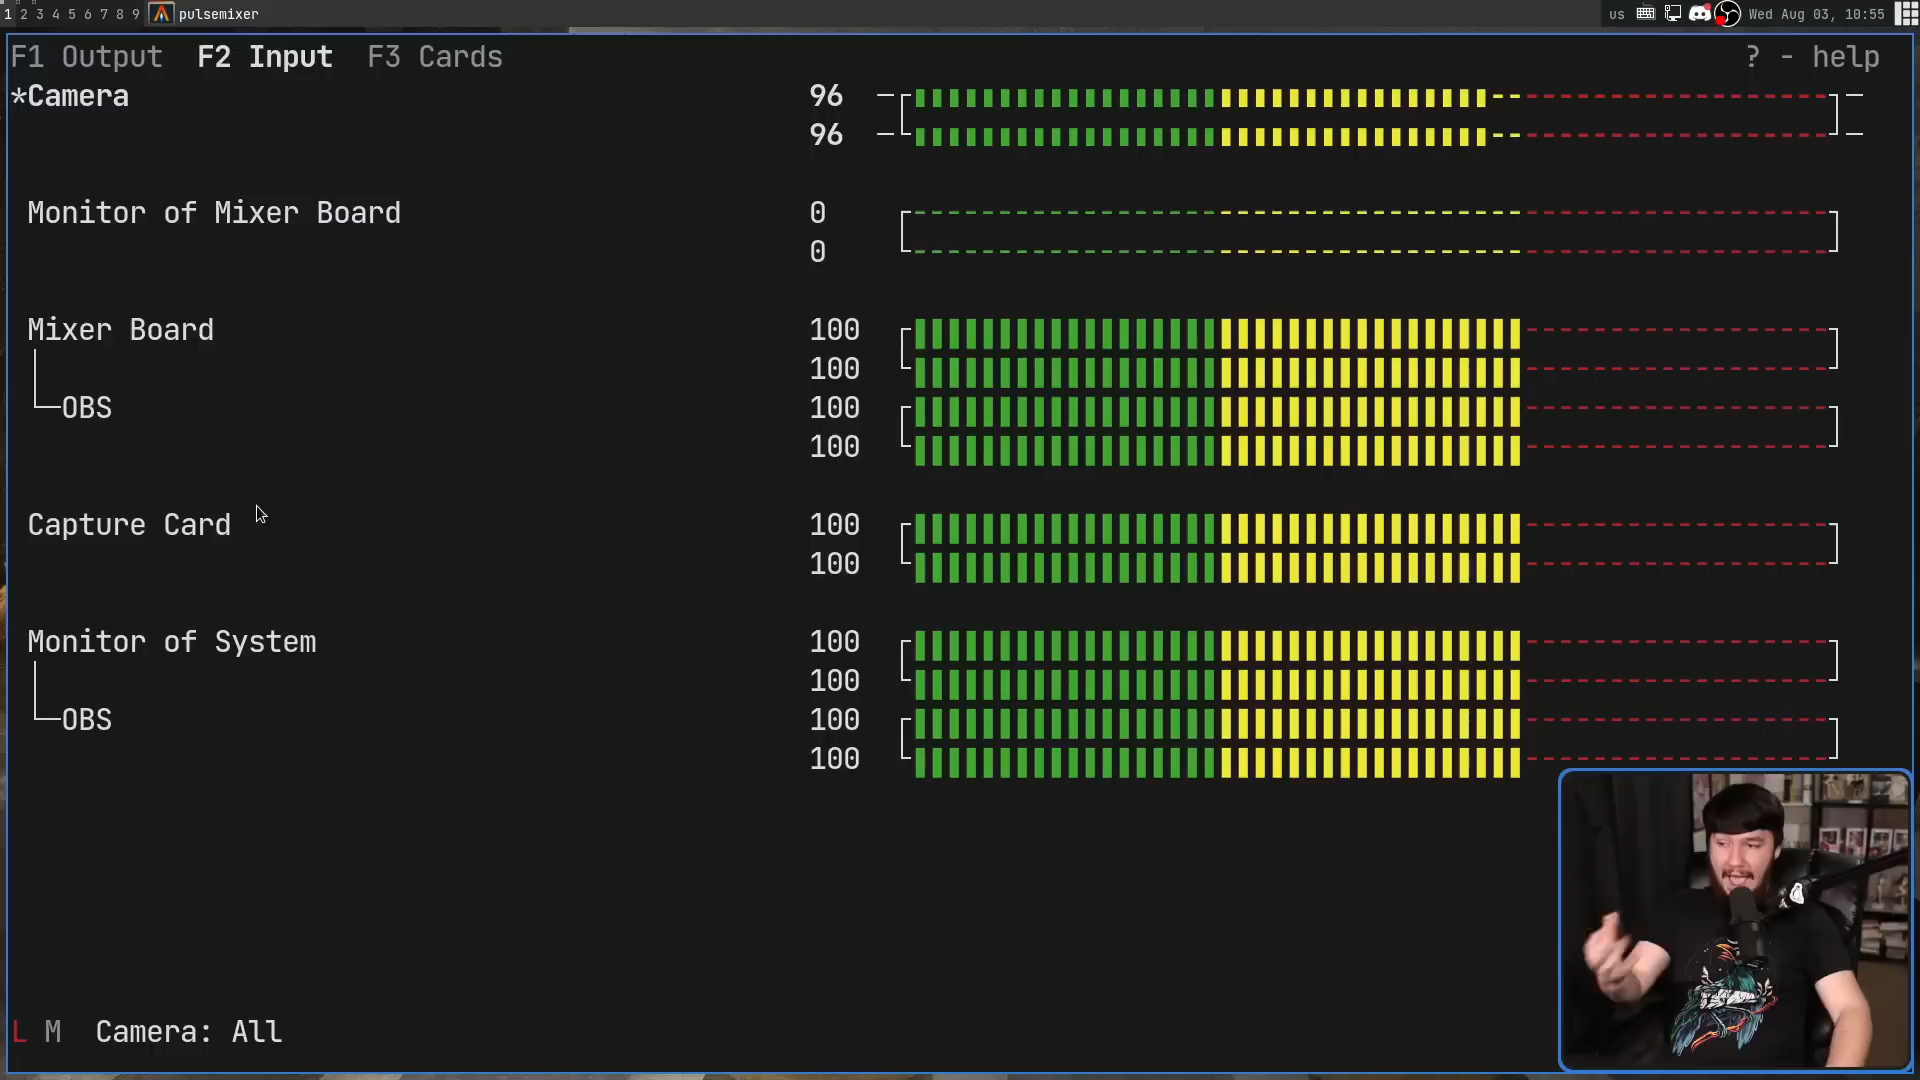 1 2 3 4 5 6 7 8 9 pulsemixer us Wed Aug 03, 10:55
F1 Output F2 Input F3 Cards ? - help
*Camera 96
96
Monitor of Mixer Board 0
0
Mixer Board 100
100
OBS 100
100
Capture Card 100
100
Monitor of System 100
100
OBS 100
100
L M Camera: All